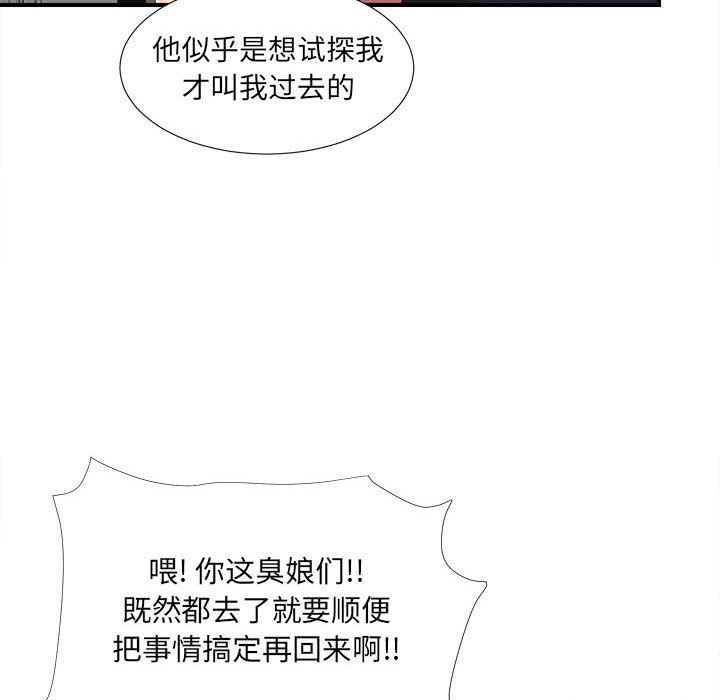 他似乎是想试探我
才叫我过去的
喂! 你这臭娘们!!
既然都去了就要顺便
把事情搞定再回来啊!!